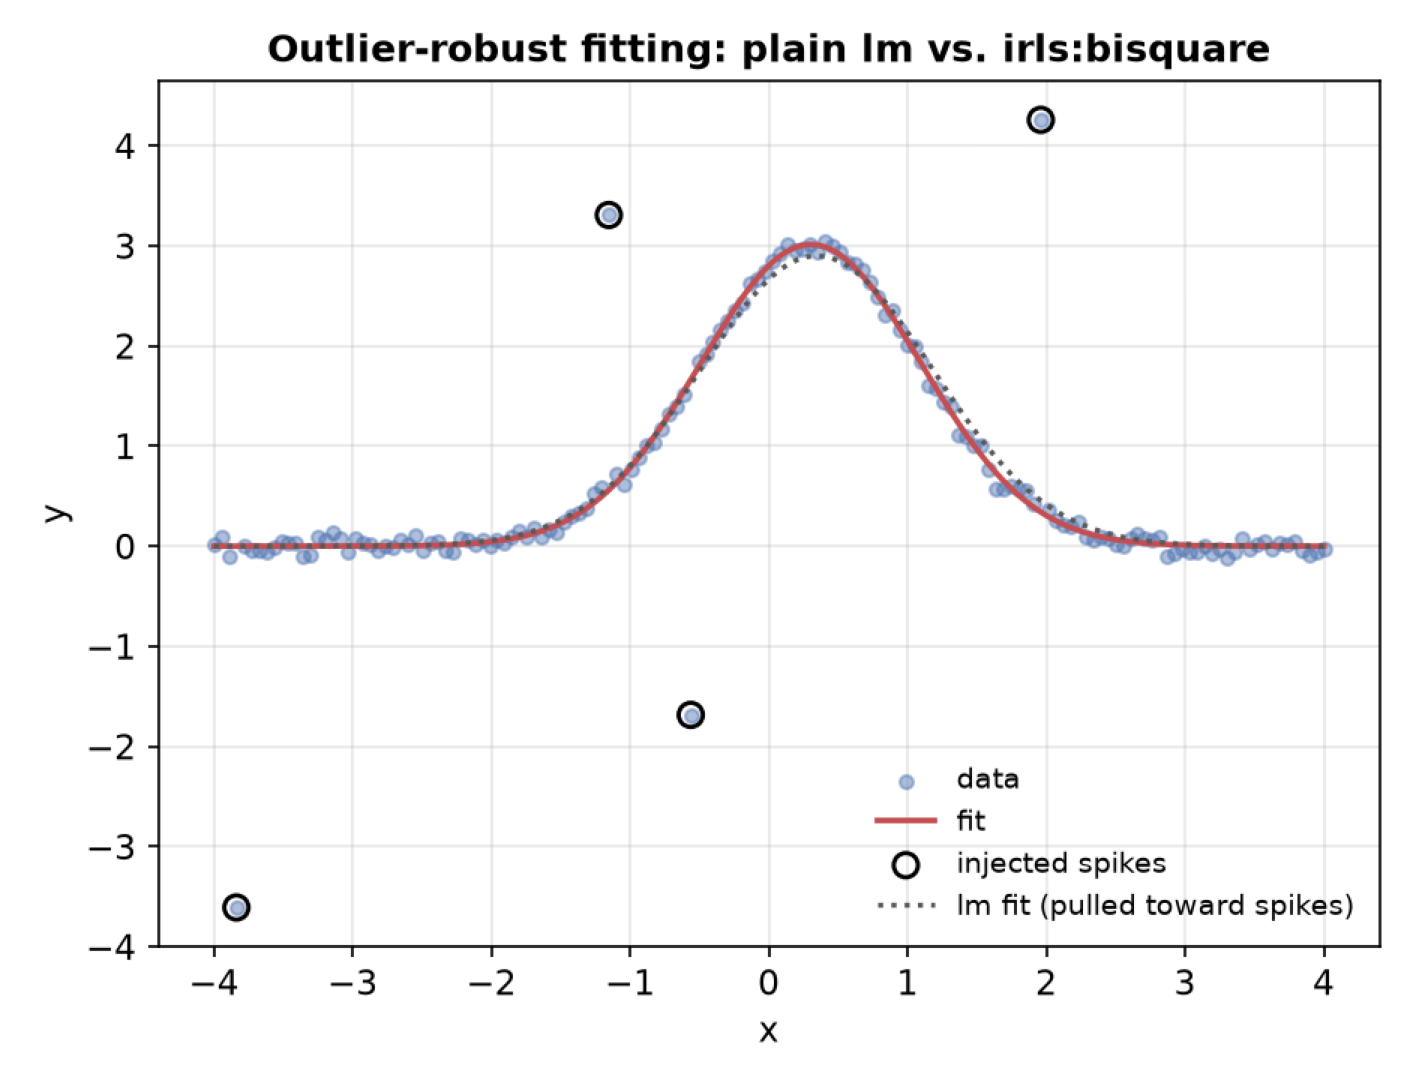 Outlier-robust fitting: plain lm vs. irls:bisquare
4
3
2
1
0
−1
−2
−3
−4
y
data
fit
injected spikes
lm fit (pulled toward spikes)
−4 −3 −2 −1 0 1 2 3 4
x